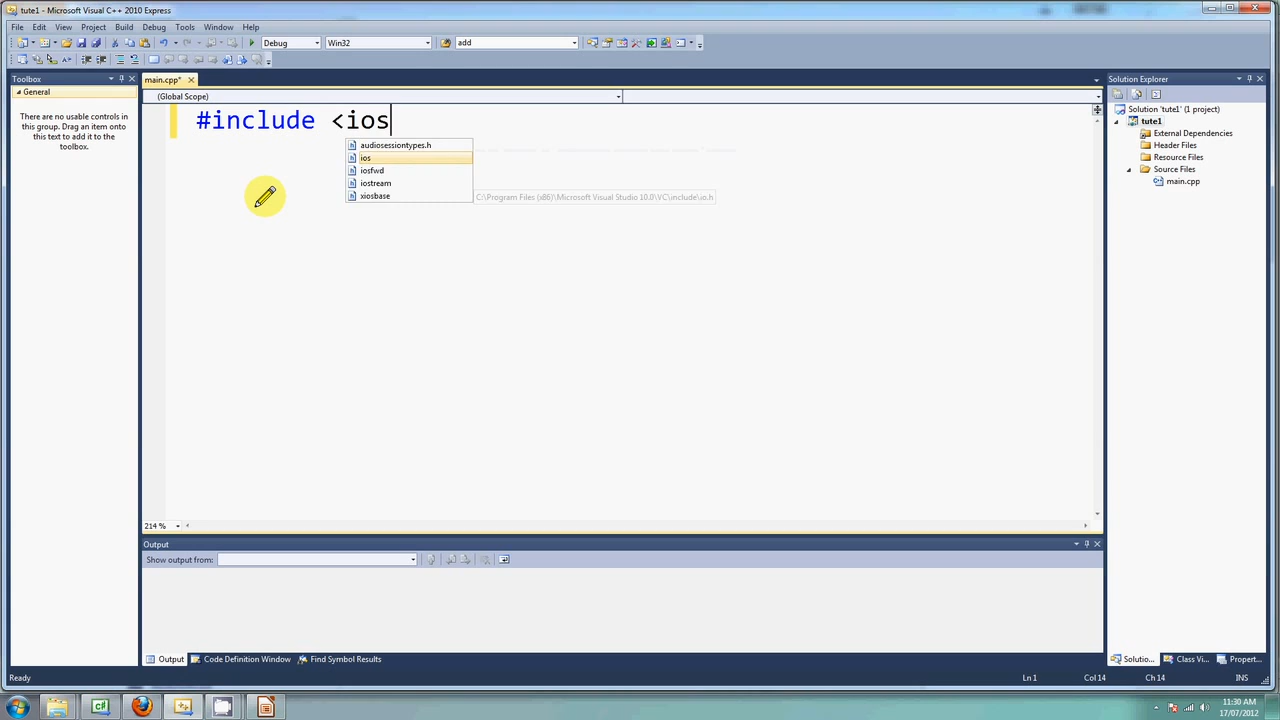 tute1 - Microsoft Visual C++ 2010 Express
File Edit View Project Build Debug Tools Window Help
Debug Win32 add
Toolbox
General
There are no usable controls in
this group. Drag an item onto
this text to add it to the
toolbox.
main.cpp*
(Global Scope)
#include <ios
audiosessiontypes.h
ios
iosfwd
iostream
xiosbase
C:\Program Files (x86)\Microsoft Visual Studio 10.0\VC\include\io.h
214 %
Output
Show output from:
Output Code Definition Window Find Symbol Results
Solution Explorer
Solution 'tute1' (1 project)
tute1
External Dependencies
Header Files
Resource Files
Source Files
main.cpp
Solutio... Class Vi... Propert...
Ready Ln 1 Col 14 Ch 14 INS
11:30 AM
17/07/2012